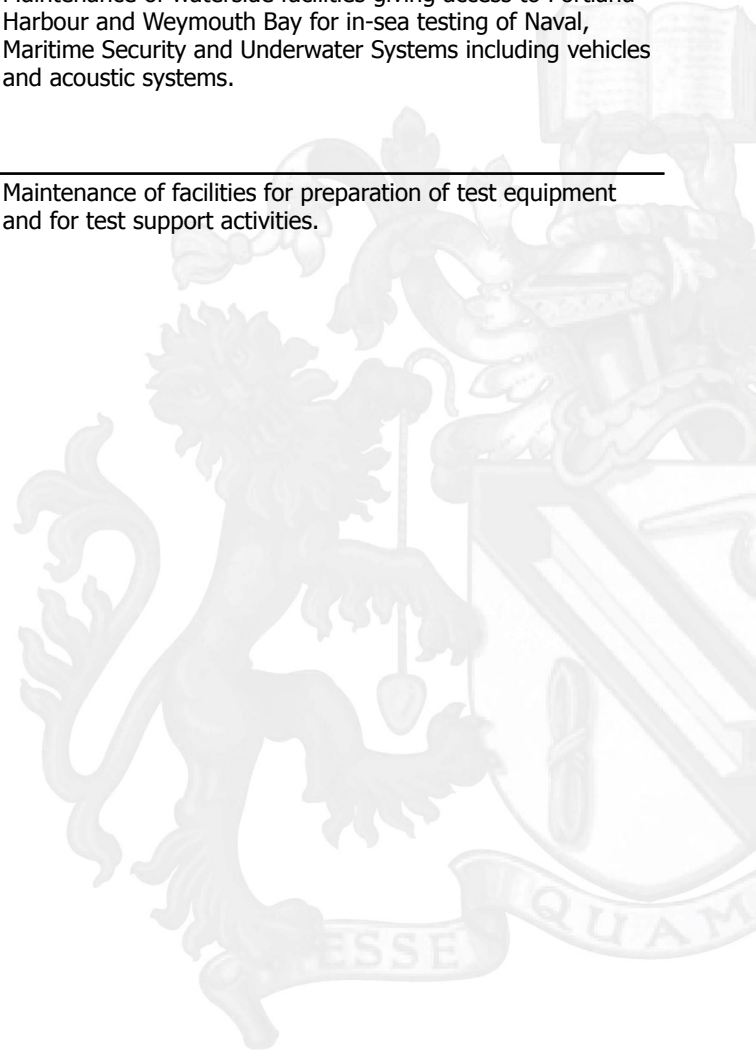 Maintenance of waterside facilities giving access to Portland
Harbour and Weymouth Bay for in-sea testing of Naval,
Maritime Security and Underwater Systems including vehicles
and acoustic systems.
Maintenance of facilities for preparation of test equipment
and for test support activities.
ESSE QUAM